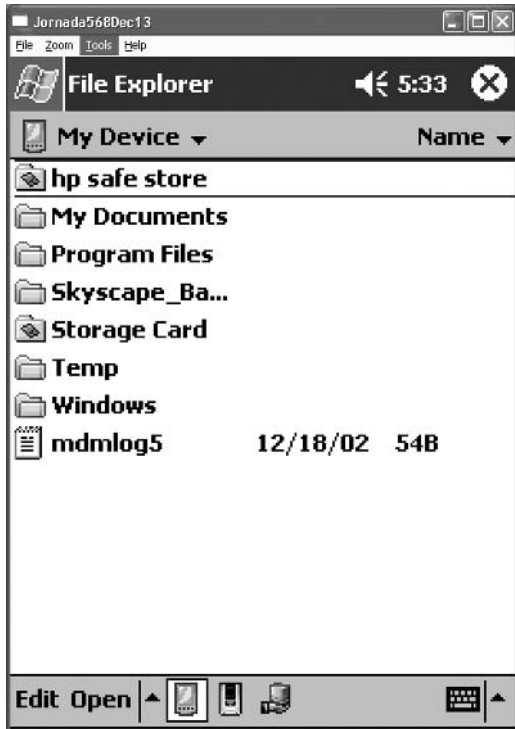 Jornada568Dec13
File Zoom Tools Help
File Explorer 5:33
My Device Name
hp safe store
My Documents
Program Files
Skyscape_Ba...
Storage Card
Temp
Windows
mdmlog5 12/18/02 54B
Edit Open